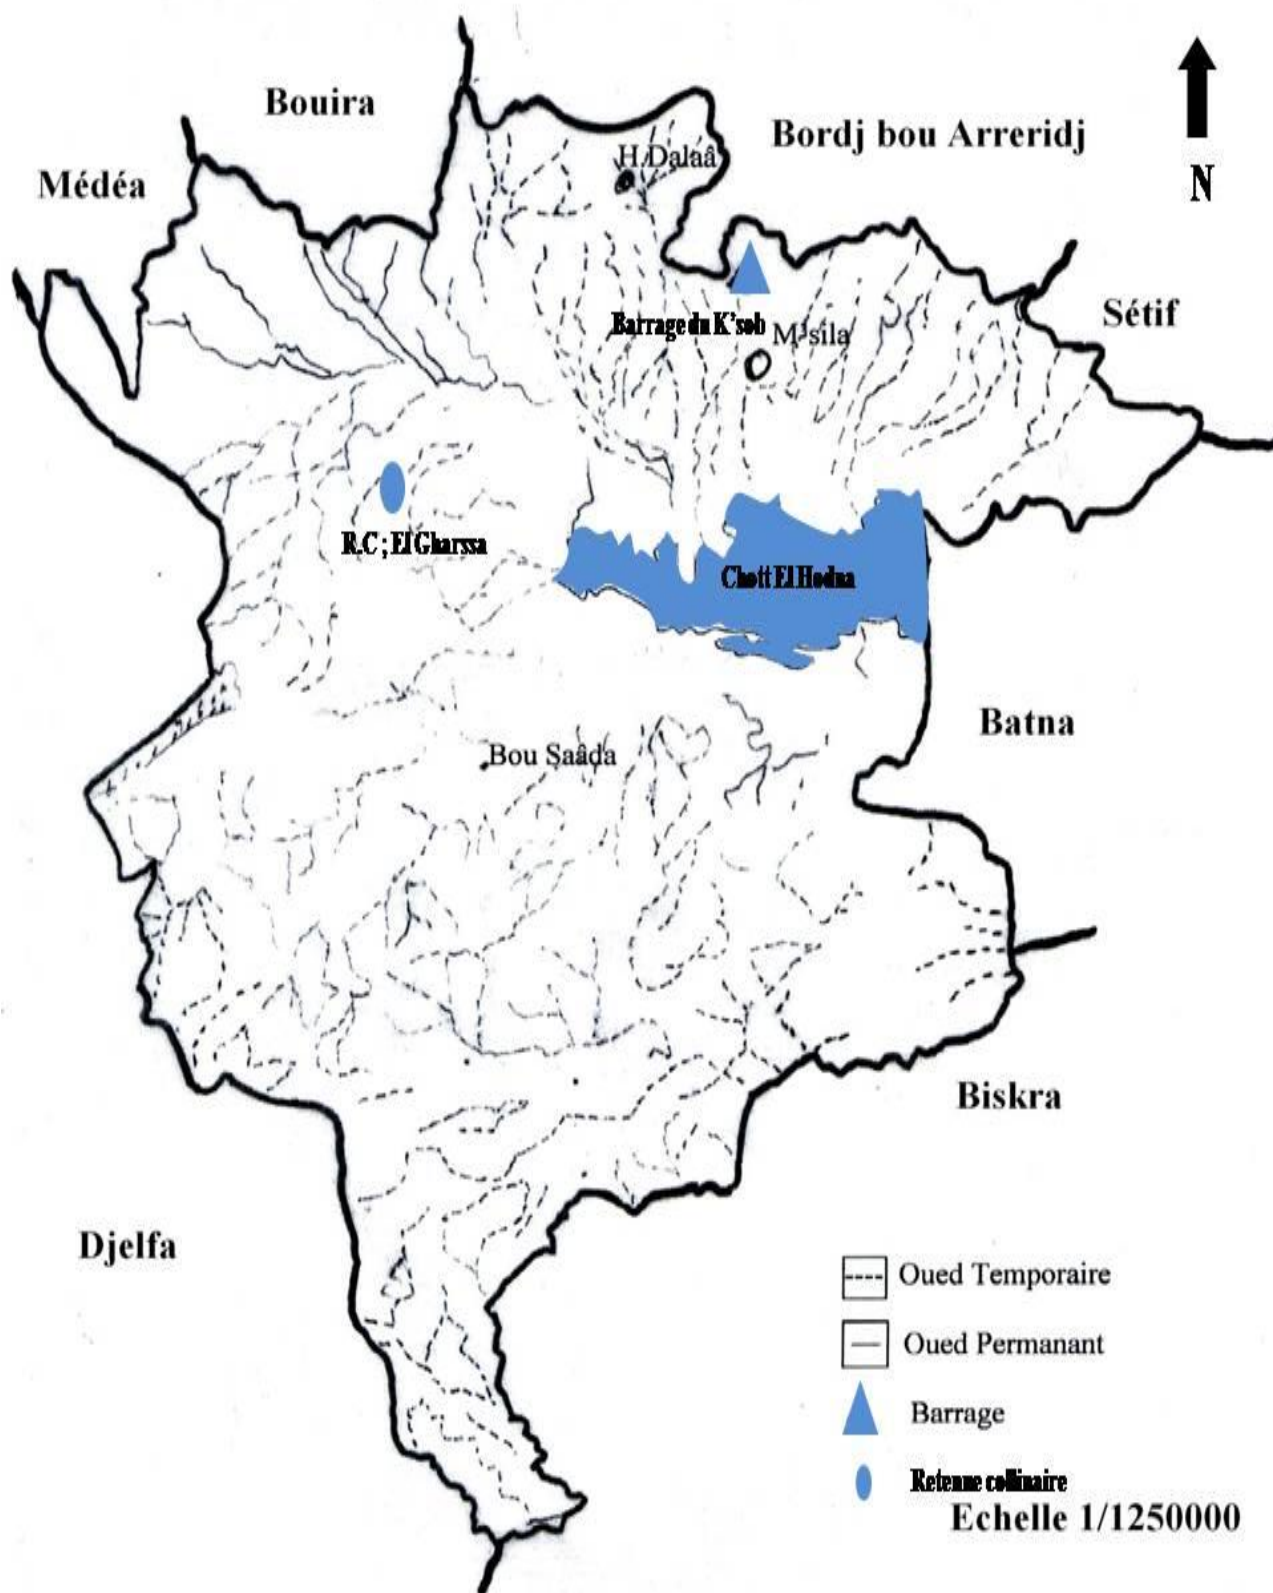 Bouira
Bordj bou Arreridj
Médéa
H.Dalaâ
N
Sétif
Barrage du K'sob
M'sila
R.C ; El Gharssa
Chott El Hodna
Batna
Bou Saâda
Biskra
Djelfa
Oued Temporaire
Oued Permanant
Barrage
Retenue collinaire
Echelle 1/1250000